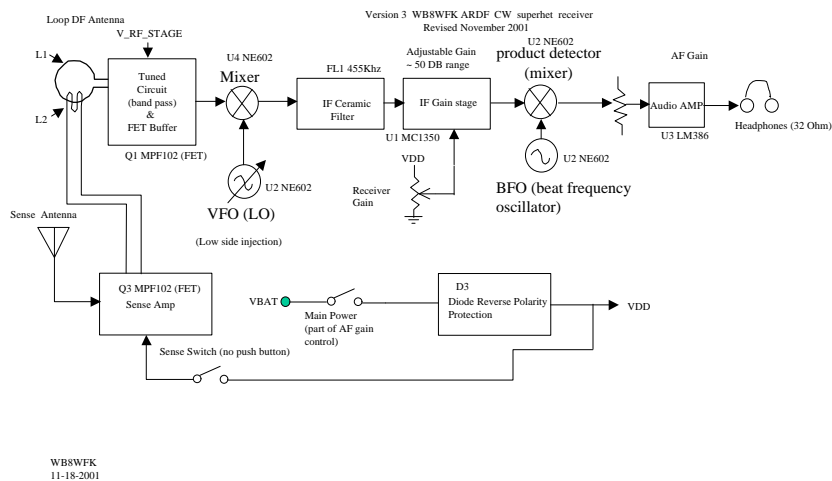 Version 3 WB8WFK ARDF CW superhet receiver
Revised November 2001
Loop DF Antenna
V_RF_STAGE
L1
L2
Tuned
Circuit
(band pass)
&
FET Buffer
Q1 MPF102 (FET)
U4 NE602
Mixer
U2 NE602
VFO (LO)
(Low side injection)
FL1 455Khz
IF Ceramic
Filter
Adjustable Gain
~ 50 DB range
IF Gain stage
U1 MC1350
VDD
Receiver
Gain
U2 NE602
product detector
(mixer)
U2 NE602
BFO (beat frequency
oscillator)
AF Gain
Audio AMP
U3 LM386
Headphones (32 Ohm)
Sense Antenna
Q3 MPF102 (FET)
Sense Amp
Sense Switch (no push button)
VBAT
Main Power
(part of AF gain
control)
D3
Diode Reverse Polarity
Protection
VDD
WB8WFK
11-18-2001